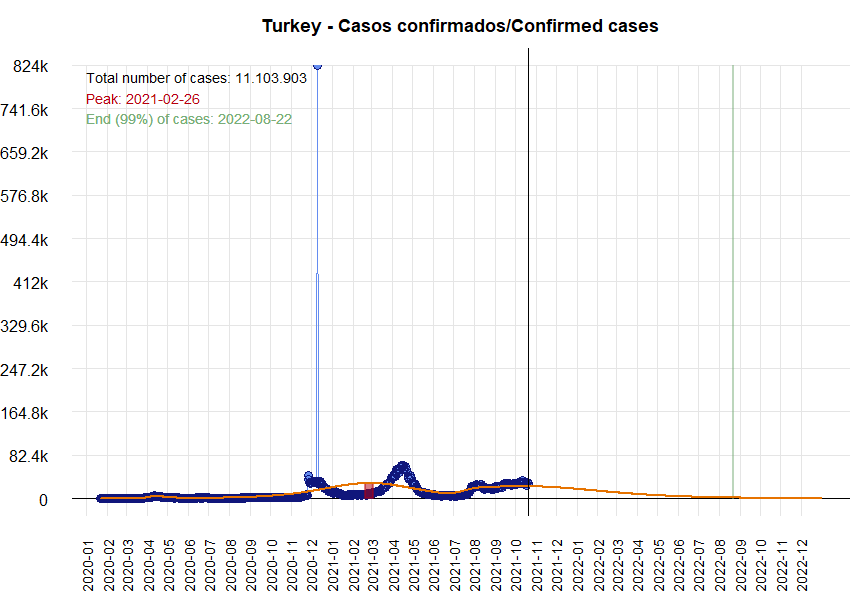 Turkey - Casos confirmados/Confirmed cases
Total number of cases: 11.103.903
Peak: 2021-02-26
End (99%) of cases: 2022-08-22
824k
741.6k
659.2k
576.8k
494.4k
412k
329.6k
247.2k
164.8k
82.4k
0
2020-01
2020-02
2020-03
2020-04
2020-05
2020-06
2020-07
2020-08
2020-09
2020-10
2020-11
2020-12
2021-01
2021-02
2021-03
2021-04
2021-05
2021-06
2021-07
2021-08
2021-09
2021-10
2021-11
2021-12
2022-01
2022-02
2022-03
2022-04
2022-05
2022-06
2022-07
2022-08
2022-09
2022-10
2022-11
2022-12